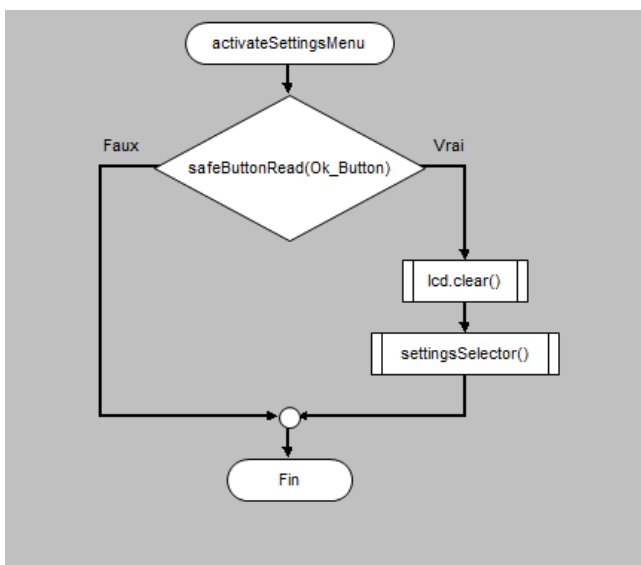 activateSettingsMenu
Faux
Vrai
safeButtonRead(Ok_Button)
lcd.clear()
settingsSelector()
Fin